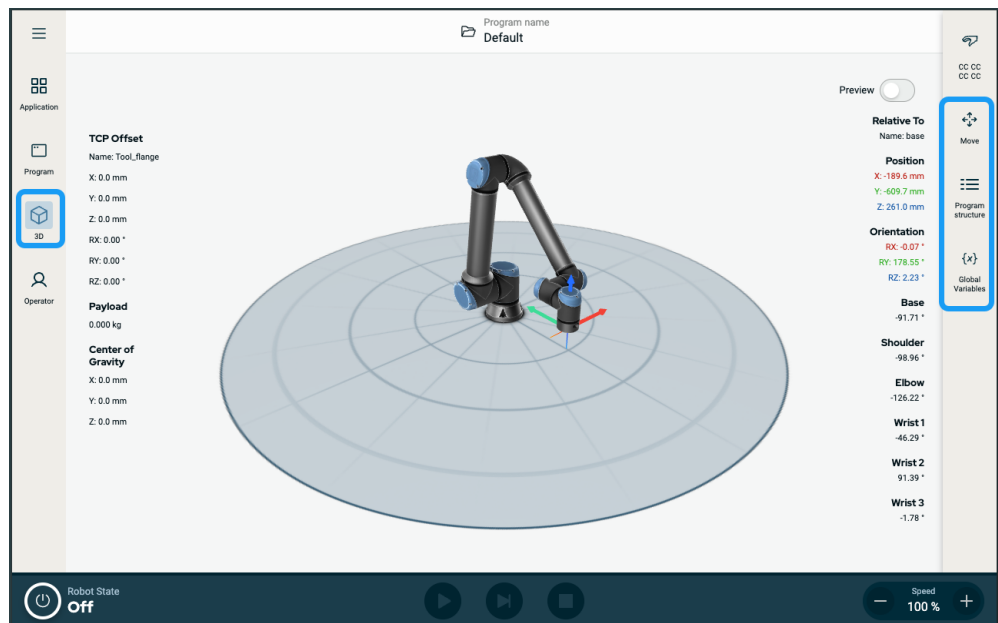 Program name
Default
Application
Program
3D
Operator
TCP Offset
Name: Tool_flange
X: 0.0 mm
Y: 0.0 mm
Z: 0.0 mm
RX: 0.00 °
RY: 0.00 °
RZ: 0.00 °
Payload
0.000 kg
Center of
Gravity
X: 0.0 mm
Y: 0.0 mm
Z: 0.0 mm
Preview
Relative To
Name: base
Position
X: -189.6 mm
Y: -609.7 mm
Z: 261.0 mm
Orientation
RX: -0.07 °
RY: 178.55 °
RZ: 2.23 °
Base
-91.71 °
Shoulder
-98.96 °
Elbow
-126.22 °
Wrist 1
-46.29 °
Wrist 2
91.39 °
Wrist 3
-1.78 °
CC CC
CC CC
Move
Program
structure
{x}
Global
Variables
Robot State
Off
Speed
100 %